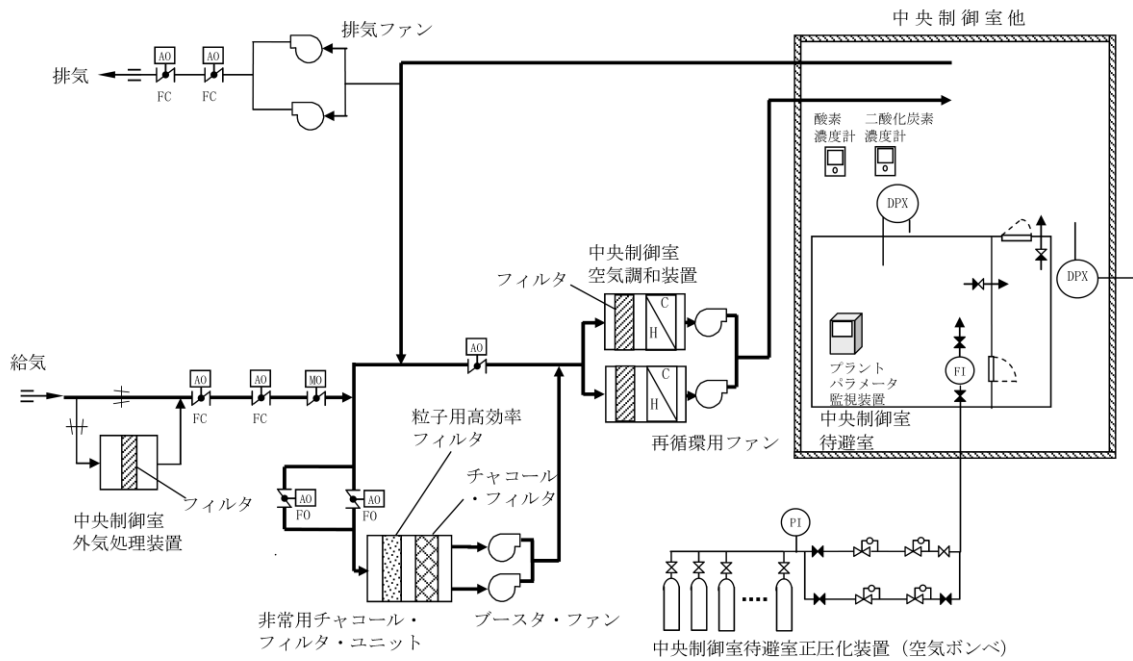 中央制御室他
排気ファン
排気
AO
AO
FC
FC
酸素
濃度計
二酸化炭素
濃度計
DPX
DPX
中央制御室
空気調和装置
フィルタ
C
H
C
H
AO
給気
AO
AO
MO
FC
FC
プラント
パラメータ
監視装置
FI
中央制御室
待避室
粒子用高効率
フィルタ
再循環用ファン
チャコール
・フィルタ
フィルタ
AO
FO
AO
FO
中央制御室
外気処理装置
PI
非常用チャコール・
フィルタ・ユニット
ブースタ・ファン
中央制御室待避室正圧化装置（空気ボンベ）